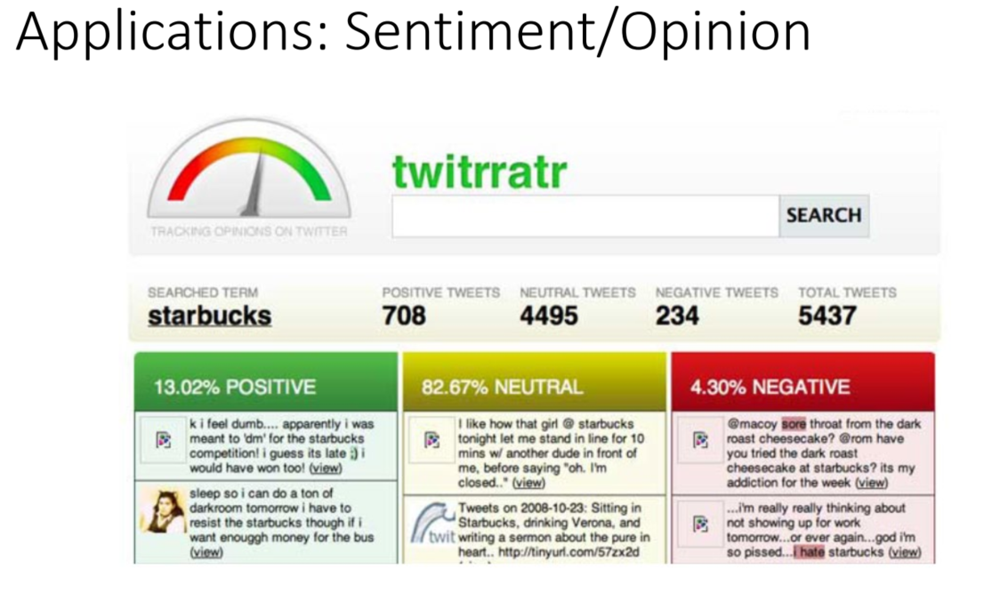 Applications: Sentiment/Opinion
twitrratr
SEARCH
TRACKING OPINIONS ON TWITTER
SEARCHED TERM
starbucks
POSITIVE TWEETS
708
NEUTRAL TWEETS
4495
NEGATIVE TWEETS
234
TOTAL TWEETS
5437
13.02% POSITIVE
k i feel dumb.... apparently i was
meant to 'dm' for the starbucks
competition! i guess its late ;) i
would have won too! (view)
sleep so i can do a ton of
darkroom tomorrow i have to
resist the starbucks though if i
want enouggh money for the bus
(view)
82.67% NEUTRAL
I like how that girl @ starbucks
tonight let me stand in line for 10
mins w/ another dude in front of
me, before saying "oh. I'm
closed.." (view)
twit
Tweets on 2008-10-23: Sitting in
Starbucks, drinking Verona, and
writing a sermon about the pure in
heart.. http://tinyurl.com/57zx2d
4.30% NEGATIVE
@macoy sore throat from the dark
roast cheesecake? @rom have
you tried the dark roast
cheesecake at starbucks? its my
addiction for the week (view)
...i'm really really thinking about
not showing up for work
tomorrow...or ever again...god i'm
so pissed...i hate starbucks (view)